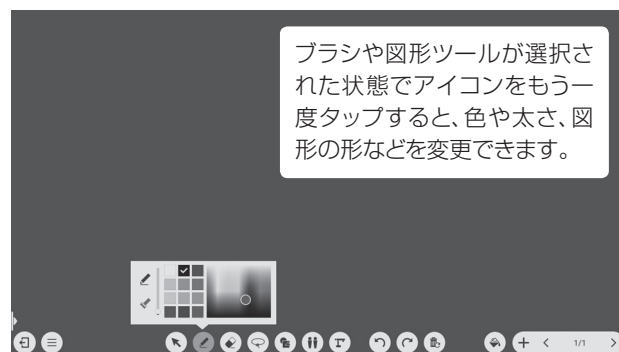 ブラシや図形ツールが選択さ
れた状態でアイコンをもう一
度タップすると、色や太さ、図
形の形などを変更できます。
1/1